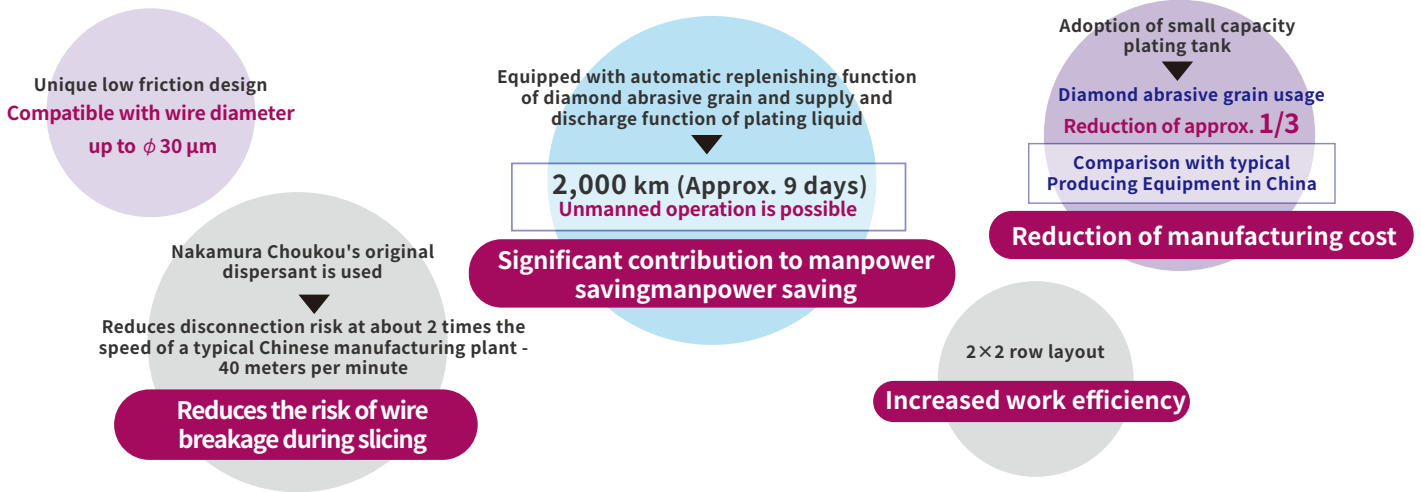 Unique low friction design
Compatible with wire diameter
up to φ 30 μm
Nakamura Choukou's original
dispersant is used
Reduces disconnection risk at about 2 times the
speed of a typical Chinese manufacturing plant -
40 meters per minute
Reduces the risk of wire
breakage during slicing
Equipped with automatic replenishing function
of diamond abrasive grain and supply and
discharge function of plating liquid
2,000 km (Approx. 9 days)
Unmanned operation is possible
Significant contribution to manpower
savingmanpower saving
Adoption of small capacity
plating tank
Diamond abrasive grain usage
Reduction of approx. 1/3
Comparison with typical
Producing Equipment in China
Reduction of manufacturing cost
2×2 row layout
Increased work efficiency